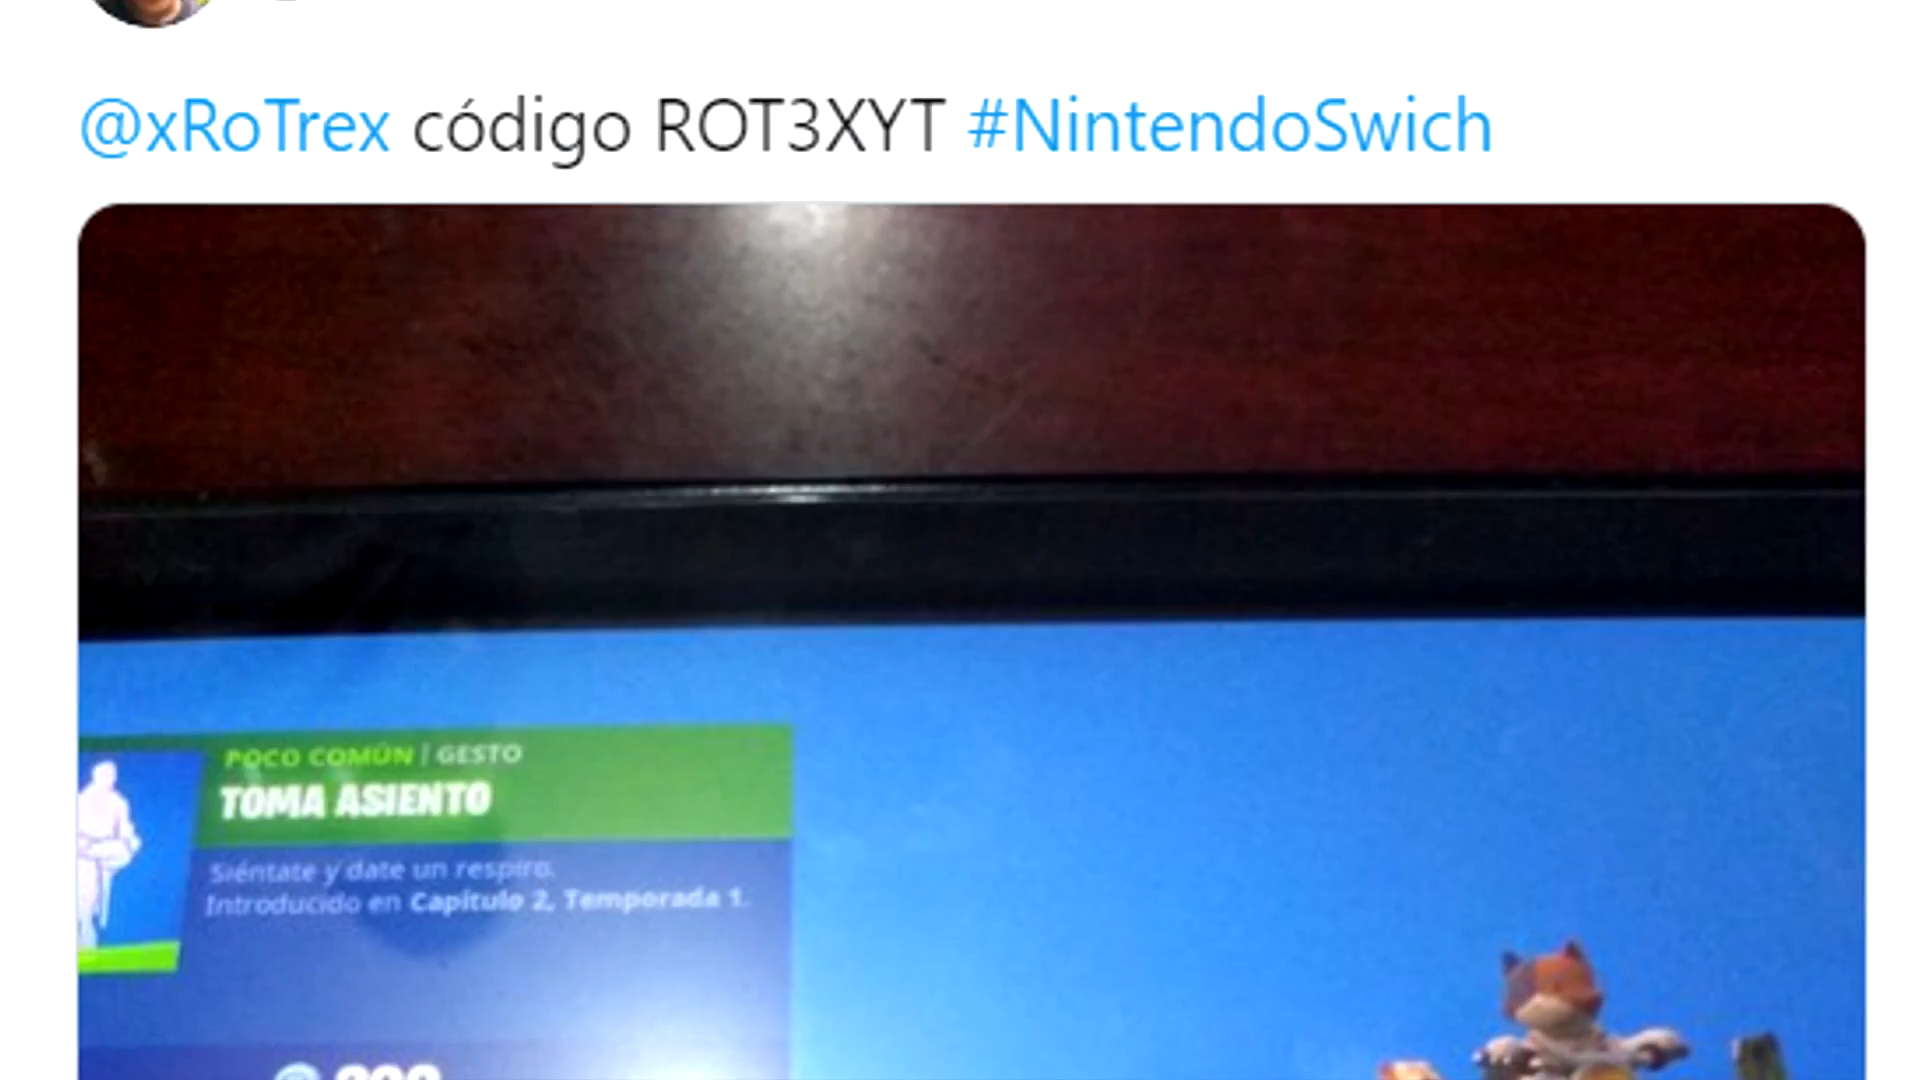 @xRoTrex código ROT3XYT #NintendoSwich
POCO COMÚN | GESTO
TOMA ASIENTO
Siéntate y date un respiro.
Introducido en Capítulo 2, Temporada 1.